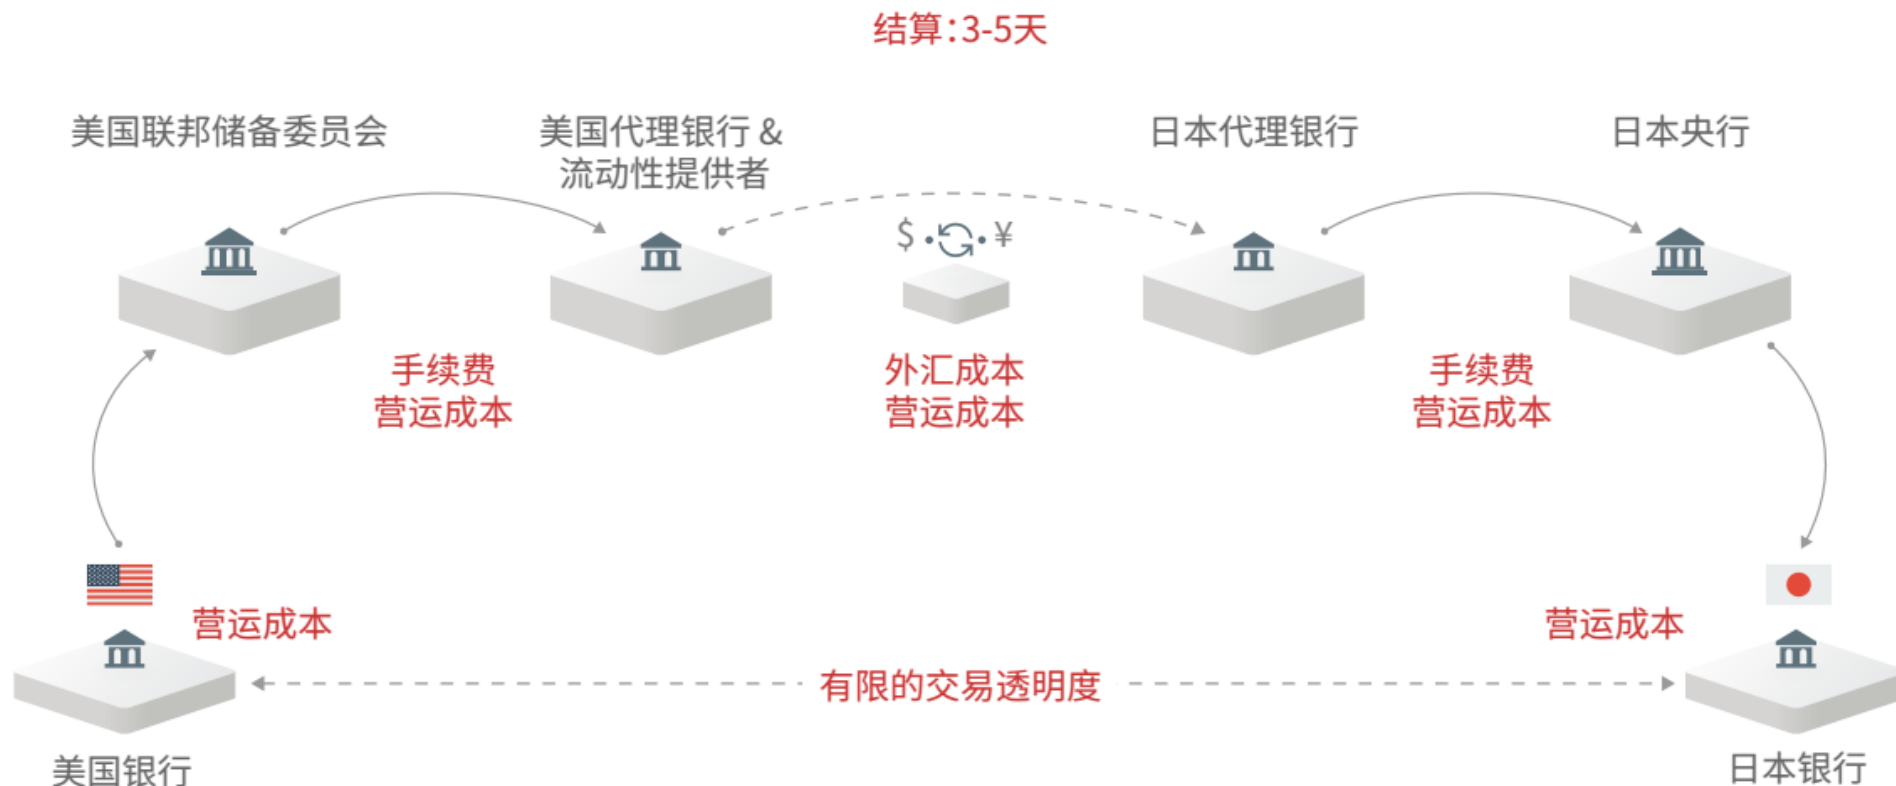 结算：3-5天
美国联邦储备委员会
美国代理银行 &
流动性提供者
日本代理银行
日本央行
$
¥
手续费
营运成本
外汇成本
营运成本
手续费
营运成本
营运成本
营运成本
有限的交易透明度
美国银行
日本银行